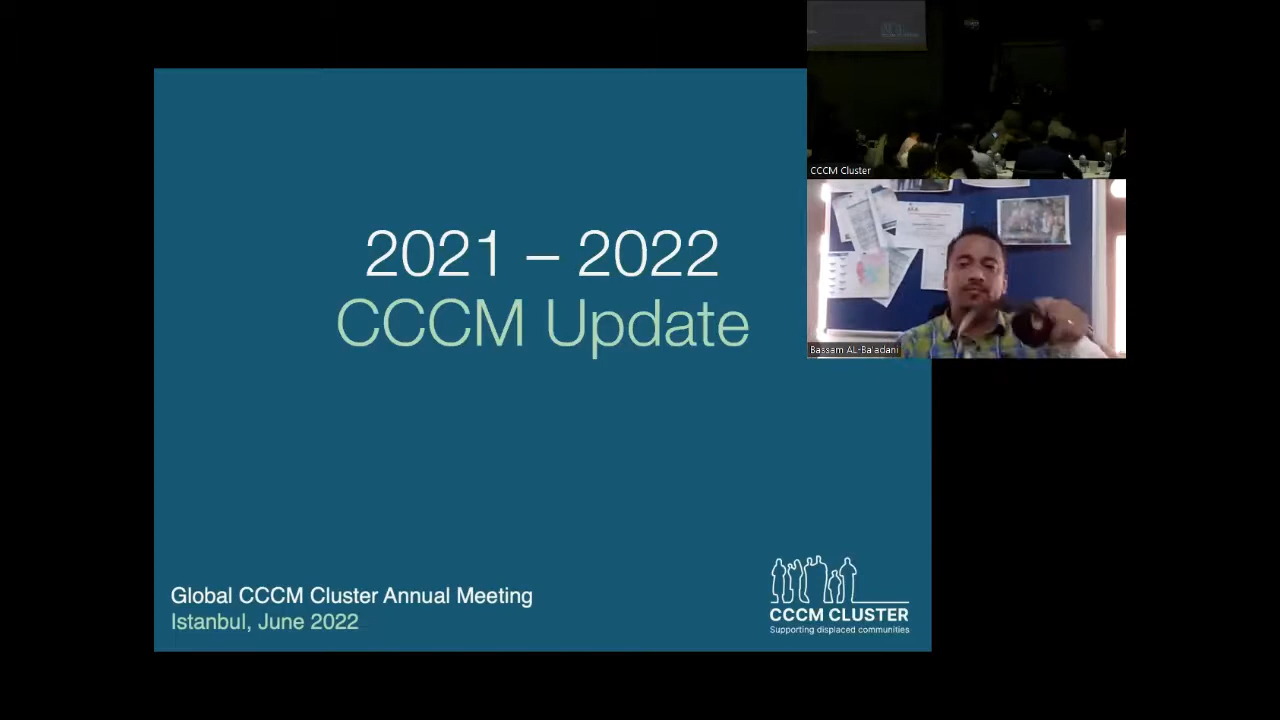 2021 – 2022
CCCM Update
Global CCCM Cluster Annual Meeting
Istanbul, June 2022
CCCM CLUSTER
Supporting displaced communities
CCCM Cluster
Bassam AL-Ba'adani